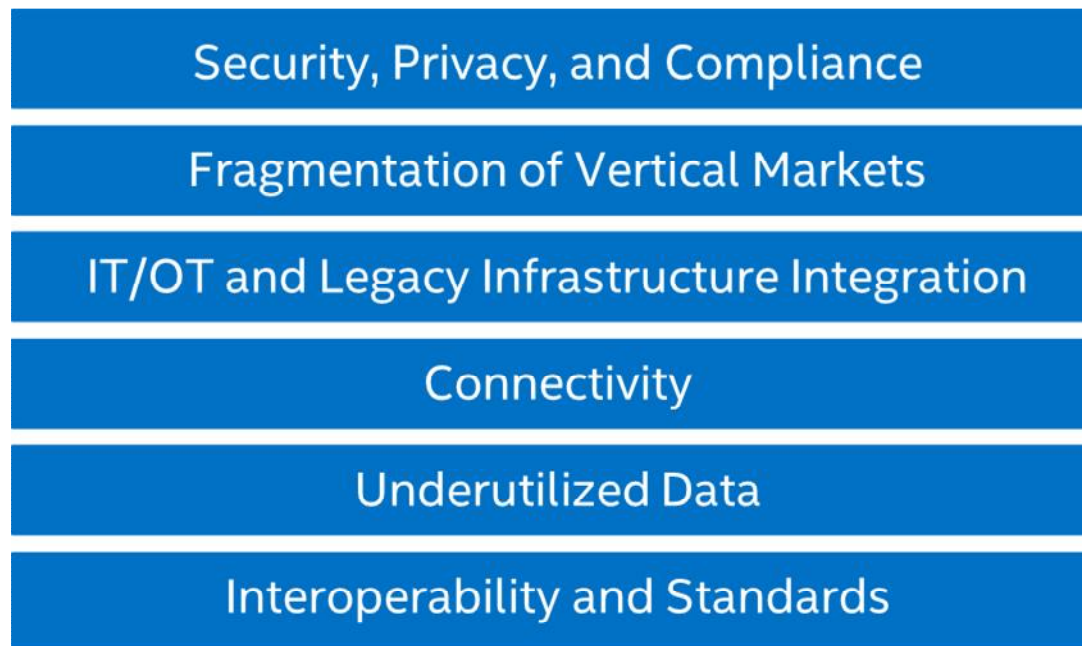 Security, Privacy, and Compliance
Fragmentation of Vertical Markets
IT/OT and Legacy Infrastructure Integration
Connectivity
Underutilized Data
Interoperability and Standards